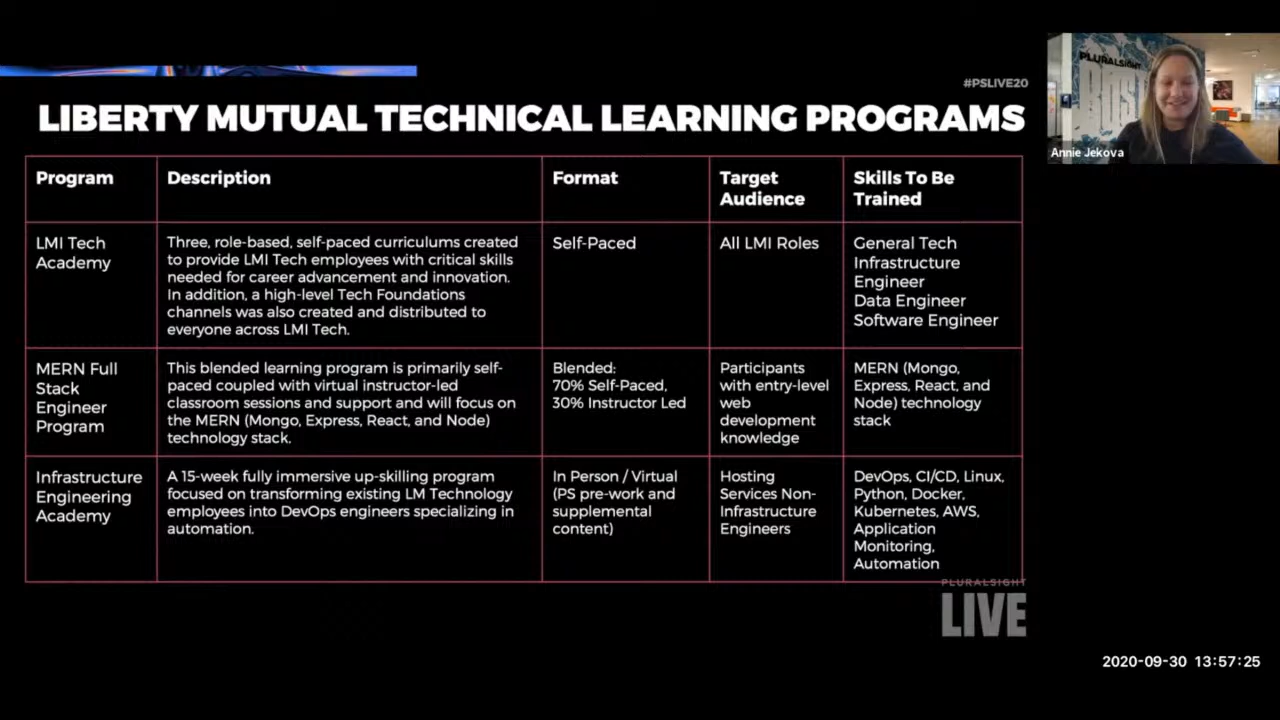 #PSLIVE20
LIBERTY MUTUAL TECHNICAL LEARNING PROGRAMS
PLURALSIGHT
Annie Jekova
Program
Description
Format
Target
Audience
Skills To Be
Trained
LMI Tech
Academy
Three, role-based, self-paced curriculums created
to provide LMI Tech employees with critical skills
needed for career advancement and innovation.
In addition, a high-level Tech Foundations
channels was also created and distributed to
everyone across LMI Tech.
Self-Paced
All LMI Roles
General Tech
Infrastructure
Engineer
Data Engineer
Software Engineer
MERN Full
Stack
Engineer
Program
This blended learning program is primarily self-
paced coupled with virtual instructor-led
classroom sessions and support and will focus on
the MERN (Mongo, Express, React, and Node)
technology stack.
Blended:
70% Self-Paced,
30% Instructor Led
Participants
with entry-level
web
development
knowledge
MERN (Mongo,
Express, React, and
Node) technology
stack
Infrastructure
Engineering
Academy
A 15-week fully immersive up-skilling program
focused on transforming existing LM Technology
employees into DevOps engineers specializing in
automation.
In Person / Virtual
(PS pre-work and
supplemental
content)
Hosting
Services Non-
Infrastructure
Engineers
DevOps, CI/CD, Linux,
Python, Docker,
Kubernetes, AWS,
Application
Monitoring,
Automation
PLURALSIGHT
LIVE
2020-09-30 13:57:25